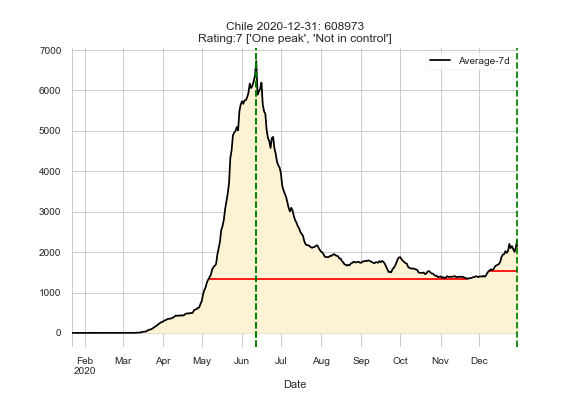 Chile 2020-12-31: 608973
Rating:7 ['One peak', 'Not in control']
Average-7d
7000
6000
5000
4000
3000
2000
1000
0
Feb Mar Apr May Jun Jul Aug Sep Oct Nov Dec
2020
Date